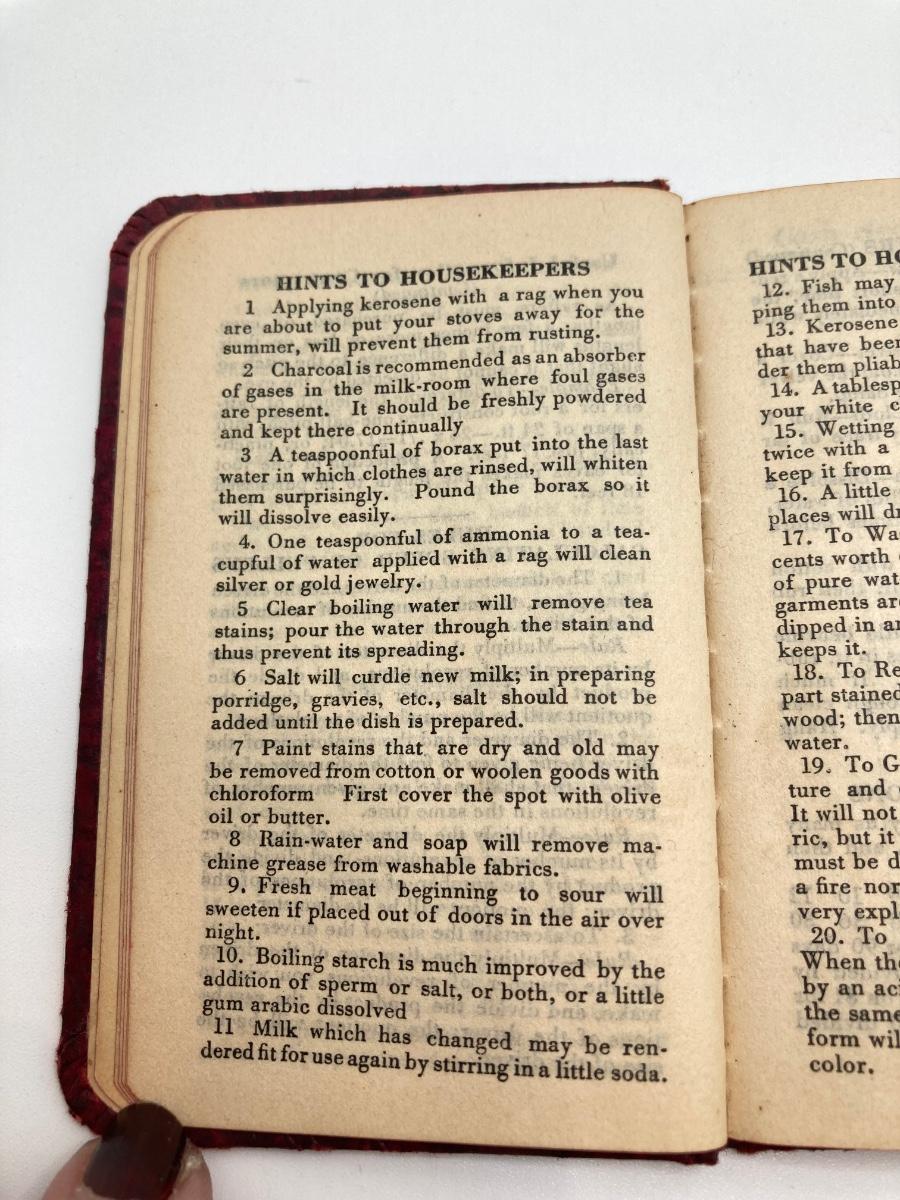 HINTS TO HOUSEKEEPERS
1 Applying kerosene with a rag when you
are about to put your stoves away for the
summer, will prevent them from rusting.
2 Charcoal is recommended as an absorber
of gases in the milk-room where foul gases
are present. It should be freshly powdered
and kept there continually
3 A teaspoonful of borax put into the last
water in which clothes are rinsed, will whiten
them surprisingly. Pound the borax so it
will dissolve easily.
4. One teaspoonful of ammonia to a tea-
cupful of water applied with a rag will clean
silver or gold jewelry.
5 Clear boiling water will remove tea
stains; pour the water through the stain and
thus prevent its spreading.
6 Salt will curdle new milk; in preparing
porridge, gravies, etc., salt should not be
added until the dish is prepared.
7 Paint stains that are dry and old may
be removed from cotton or woolen goods with
chloroform First cover the spot with olive
oil or butter.
8 Rain-water and soap will remove ma-
chine grease from washable fabrics.
9. Fresh meat beginning to sour will
sweeten if placed out of doors in the air over
night.
10. Boiling starch is much improved by the
addition of sperm or salt, or both, or a little
gum arabic dissolved
11 Milk which has changed may be ren-
dered fit for use again by stirring in a little soda.
HINTS TO HO
12. Fish may
ping them into
13. Kerosene
that have been
der them pliab
14. A tablesp
your white c
15. Wetting
twice with a
keep it from
16. A little
places will dr
17. To Wa
cents worth
of pure wat
garments are
dipped in an
keeps it.
18. To Re
part stained
wood; then
water.
19. To G
ture and
It will not
ric, but it
must be d
a fire nor
very expl
20. To
When the
by an aci
the same
form wil
color.